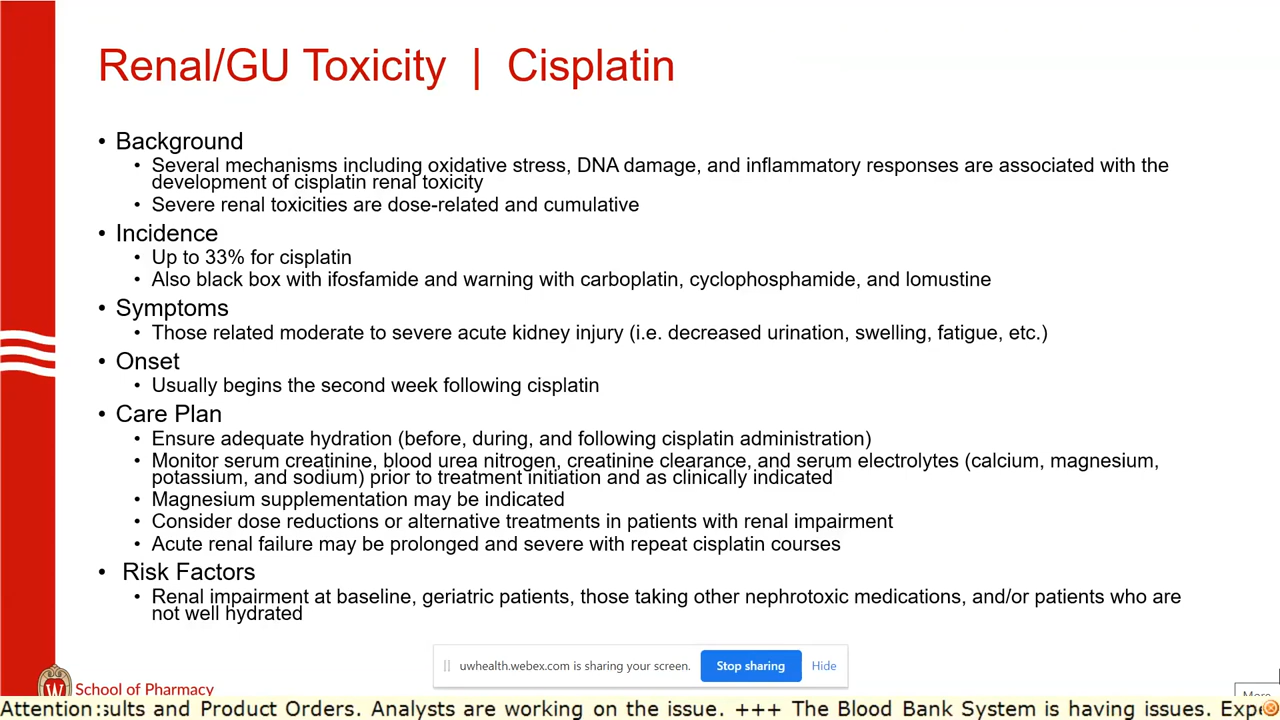 Renal/GU Toxicity | Cisplatin
• Background
• Several mechanisms including oxidative stress, DNA damage, and inflammatory responses are associated with the
development of cisplatin renal toxicity
• Severe renal toxicities are dose-related and cumulative
• Incidence
• Up to 33% for cisplatin
• Also black box with ifosfamide and warning with carboplatin, cyclophosphamide, and lomustine
• Symptoms
• Those related moderate to severe acute kidney injury (i.e. decreased urination, swelling, fatigue, etc.)
• Onset
• Usually begins the second week following cisplatin
• Care Plan
• Ensure adequate hydration (before, during, and following cisplatin administration)
• Monitor serum creatinine, blood urea nitrogen, creatinine clearance, and serum electrolytes (calcium, magnesium,
potassium, and sodium) prior to treatment initiation and as clinically indicated
• Magnesium supplementation may be indicated
• Consider dose reductions or alternative treatments in patients with renal impairment
• Acute renal failure may be prolonged and severe with repeat cisplatin courses
• Risk Factors
• Renal impairment at baseline, geriatric patients, those taking other nephrotoxic medications, and/or patients who are
not well hydrated
uwhealth.webex.com is sharing your screen. Stop sharing Hide
W School of Pharmacy
More
Attention:sults and Product Orders. Analysts are working on the issue. +++ The Blood Bank System is having issues. Exp